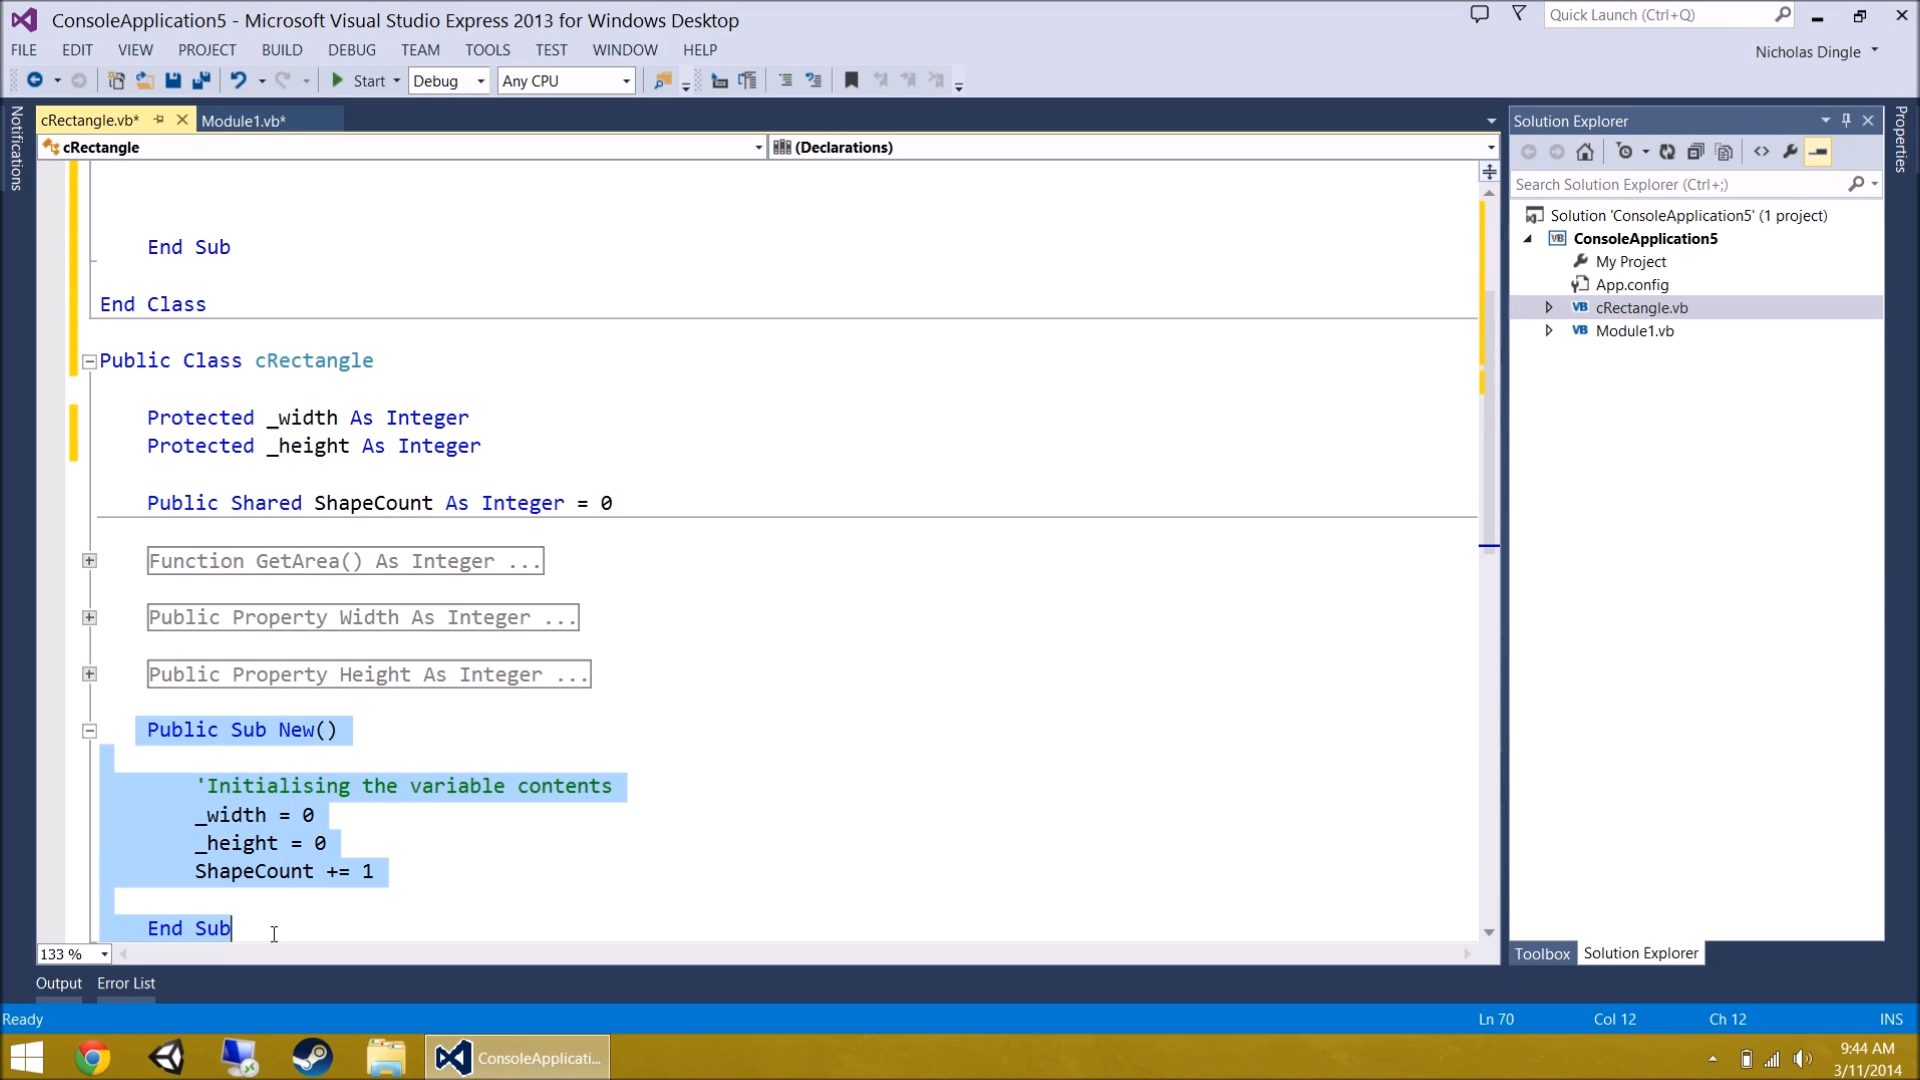 ConsoleApplication5 - Microsoft Visual Studio Express 2013 for Windows Desktop
Quick Launch (Ctrl+Q)
FILE EDIT VIEW PROJECT BUILD DEBUG TEAM TOOLS TEST WINDOW HELP
Nicholas Dingle
Start Debug Any CPU
Notifications
cRectangle.vb* Module1.vb*
cRectangle (Declarations)
End Sub
End Class
Public Class cRectangle
Protected _width As Integer
Protected _height As Integer
Public Shared ShapeCount As Integer = 0
Function GetArea() As Integer ...
Public Property Width As Integer ...
Public Property Height As Integer ...
Public Sub New()
'Initialising the variable contents
_width = 0
_height = 0
ShapeCount += 1
End Sub
133 %
Solution Explorer
Search Solution Explorer (Ctrl+;)
Solution 'ConsoleApplication5' (1 project)
VB ConsoleApplication5
My Project
App.config
VB cRectangle.vb
VB Module1.vb
Toolbox Solution Explorer
Properties
Output Error List
Ready Ln 70 Col 12 Ch 12 INS
ConsoleApplicati...
9:44 AM
3/11/2014